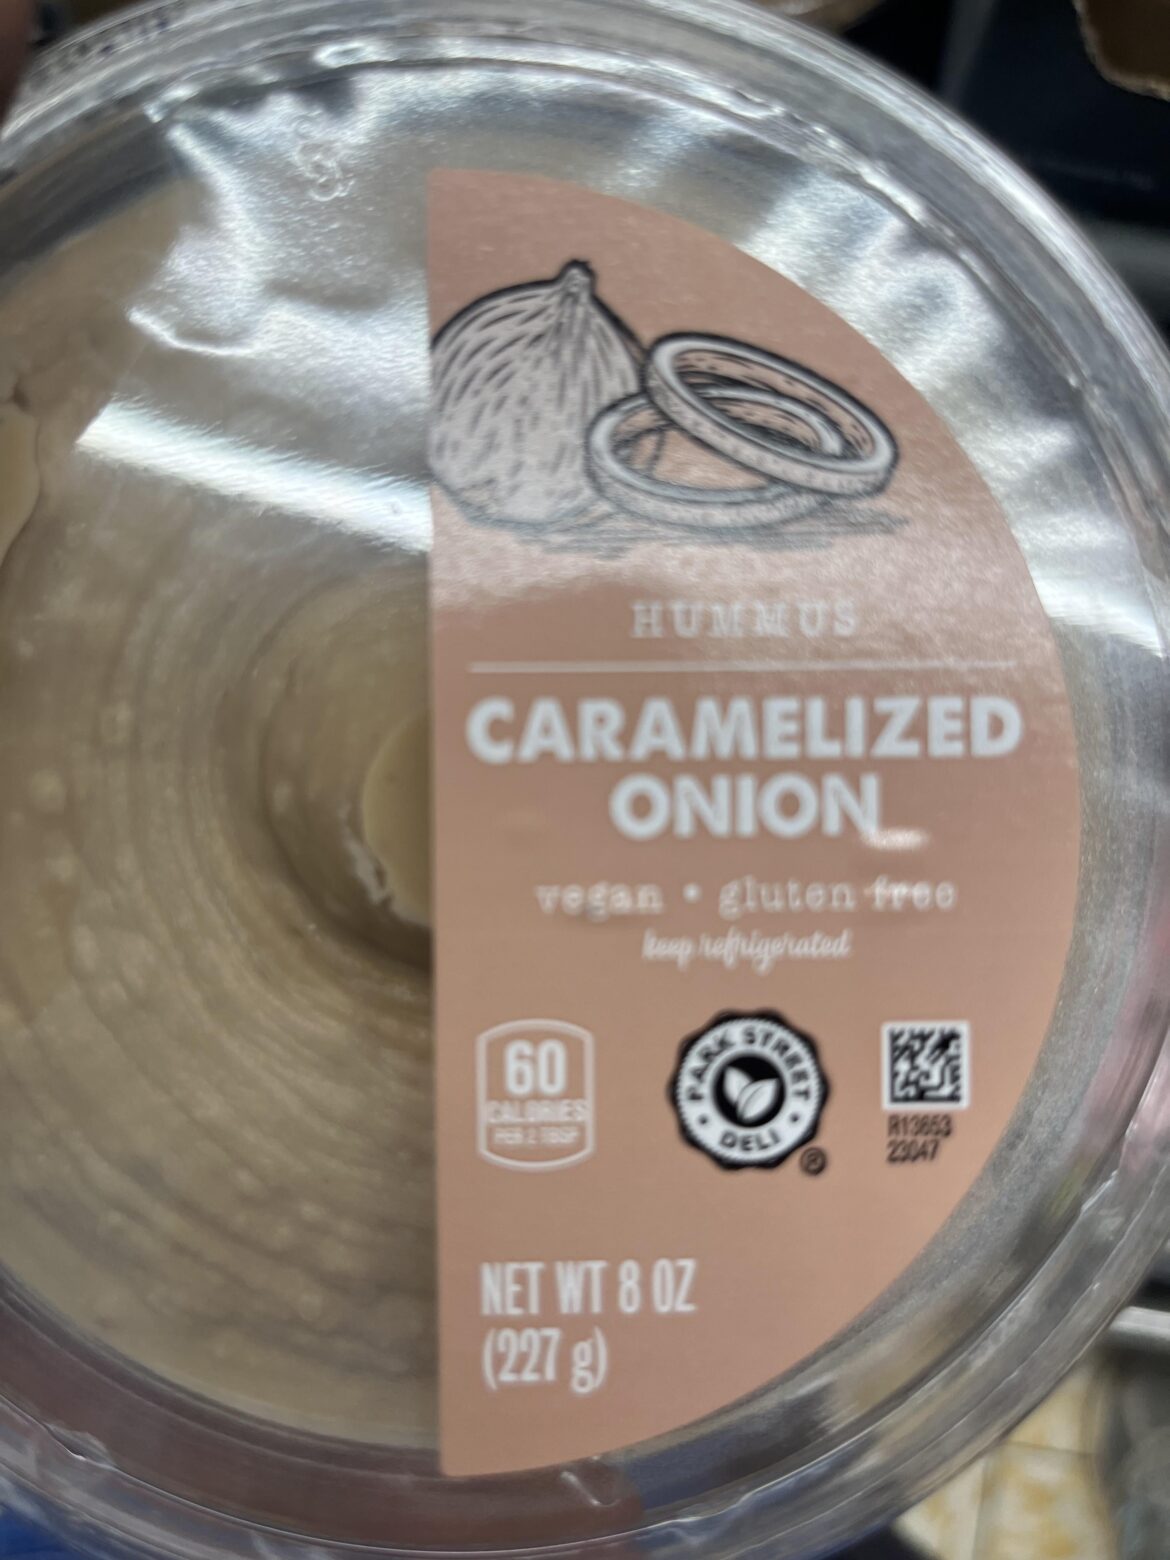 HUMMUS
CARAMELIZED
ONION
vegan • gluten free
keep refrigerated
60
CALORIES
PER 2 TBSP
PARK STREET
DELI
®
R13653
23047
NET WT 8 OZ
(227 g)